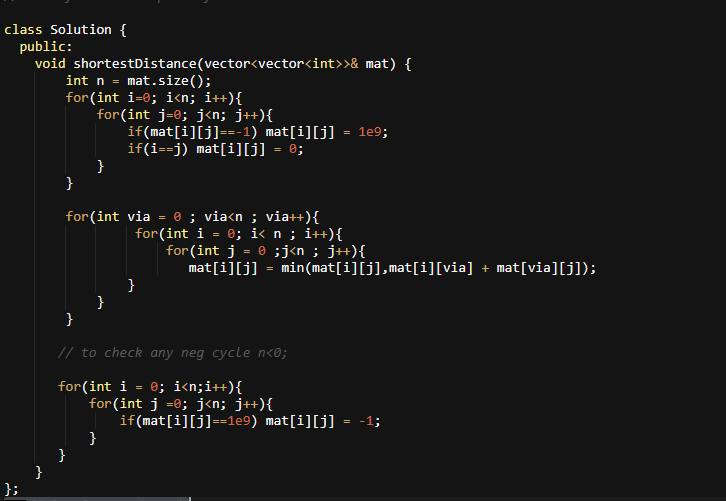 class Solution {
  public:
    void shortestDistance(vector<vector<int>>& mat) {
        int n = mat.size();
        for(int i=0; i<n; i++){
            for(int j=0; j<n; j++){
                if(mat[i][j]==-1) mat[i][j] = 1e9;
                if(i==j) mat[i][j] = 0;
            }
        }

        for(int via = 0 ; via<n ; via++){
                 for(int i = 0; i< n ; i++){
                     for(int j = 0 ;j<n ; j++){
                        mat[i][j] = min(mat[i][j],mat[i][via] + mat[via][j]);
                }
            }
        }

       // to check any neg cycle n<0;

       for(int i = 0; i<n;i++){
           for(int j =0; j<n; j++){
               if(mat[i][j]==1e9) mat[i][j] = -1;
           }
       }
    }
};